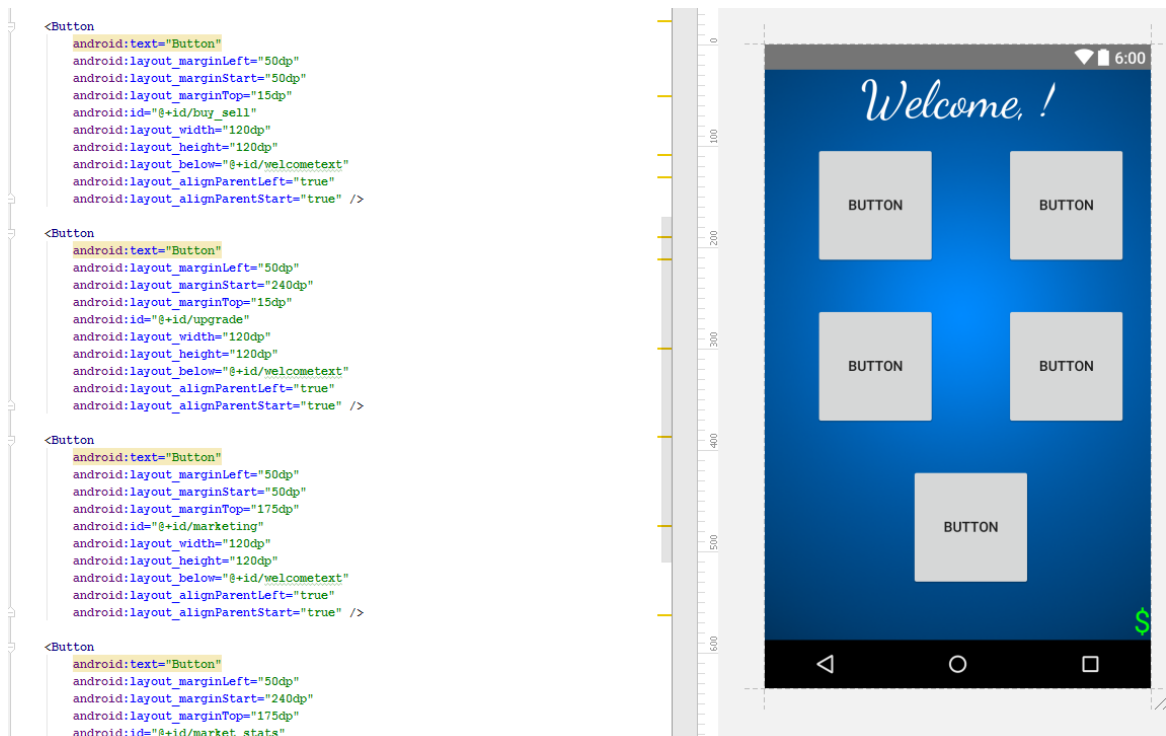 <Button
android:text="Button"
android:layout_marginLeft="50dp"
android:layout_marginStart="50dp"
android:layout_marginTop="15dp"
android:id="@+id/buy_sell"
android:layout_width="120dp"
android:layout_height="120dp"
android:layout_below="@+id/welcometext"
android:layout_alignParentLeft="true"
android:layout_alignParentStart="true" />
<Button
android:text="Button"
android:layout_marginLeft="50dp"
android:layout_marginStart="240dp"
android:layout_marginTop="15dp"
android:id="@+id/upgrade"
android:layout_width="120dp"
android:layout_height="120dp"
android:layout_below="@+id/welcometext"
android:layout_alignParentLeft="true"
android:layout_alignParentStart="true" />
<Button
android:text="Button"
android:layout_marginLeft="50dp"
android:layout_marginStart="50dp"
android:layout_marginTop="175dp"
android:id="@+id/marketing"
android:layout_width="120dp"
android:layout_height="120dp"
android:layout_below="@+id/welcometext"
android:layout_alignParentLeft="true"
android:layout_alignParentStart="true" />
<Button
android:text="Button"
android:layout_marginLeft="50dp"
android:layout_marginStart="240dp"
android:layout_marginTop="175dp"
android:id="@+id/market_stats"
0
100
200
300
400
500
600
6:00
Welcome, !
BUTTON BUTTON
BUTTON BUTTON
BUTTON
$